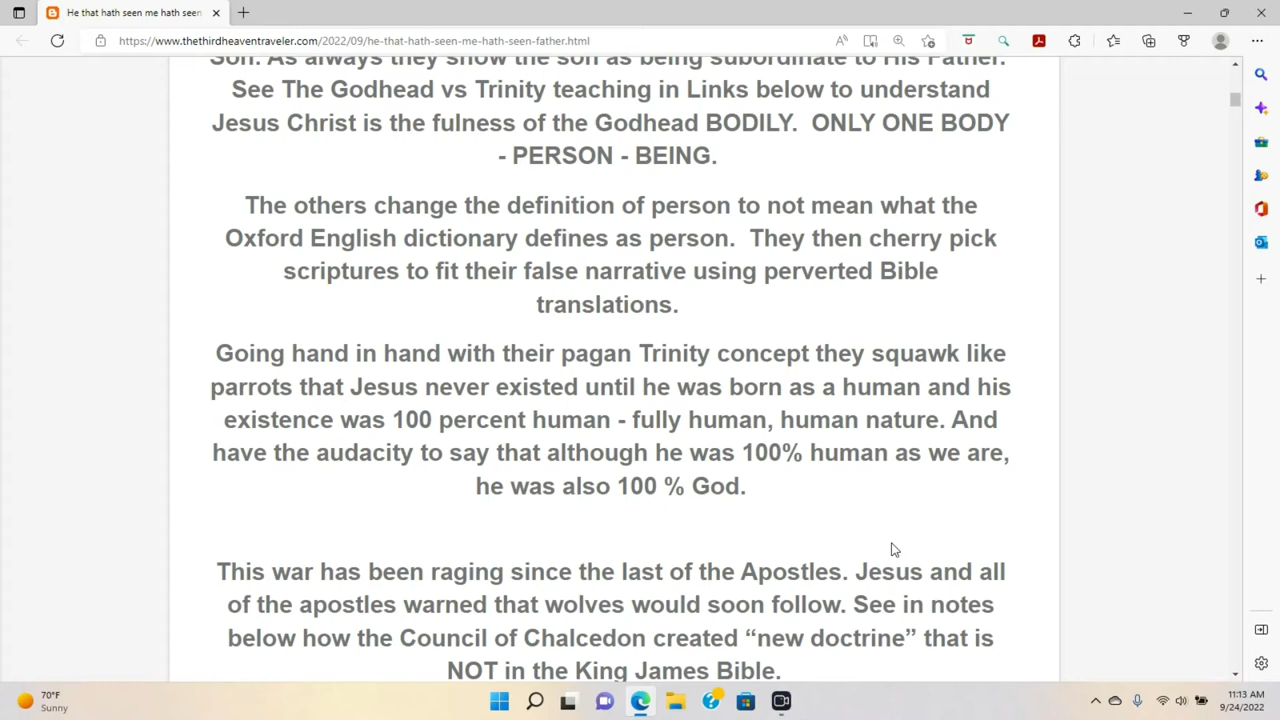 He that hath seen me hath seen
https://www.thethirdheaventraveler.com/2022/09/he-that-hath-seen-me-hath-seen-father.html
Son. As always they show the son as being subordinate to His Father.
See The Godhead vs Trinity teaching in Links below to understand
Jesus Christ is the fulness of the Godhead BODILY. ONLY ONE BODY
- PERSON - BEING.
The others change the definition of person to not mean what the
Oxford English dictionary defines as person. They then cherry pick
scriptures to fit their false narrative using perverted Bible
translations.
Going hand in hand with their pagan Trinity concept they squawk like
parrots that Jesus never existed until he was born as a human and his
existence was 100 percent human - fully human, human nature. And
have the audacity to say that although he was 100% human as we are,
he was also 100 % God.
This war has been raging since the last of the Apostles. Jesus and all
of the apostles warned that wolves would soon follow. See in notes
below how the Council of Chalcedon created “new doctrine” that is
NOT in the King James Bible.
70°F
Sunny
11:13 AM
9/24/2022